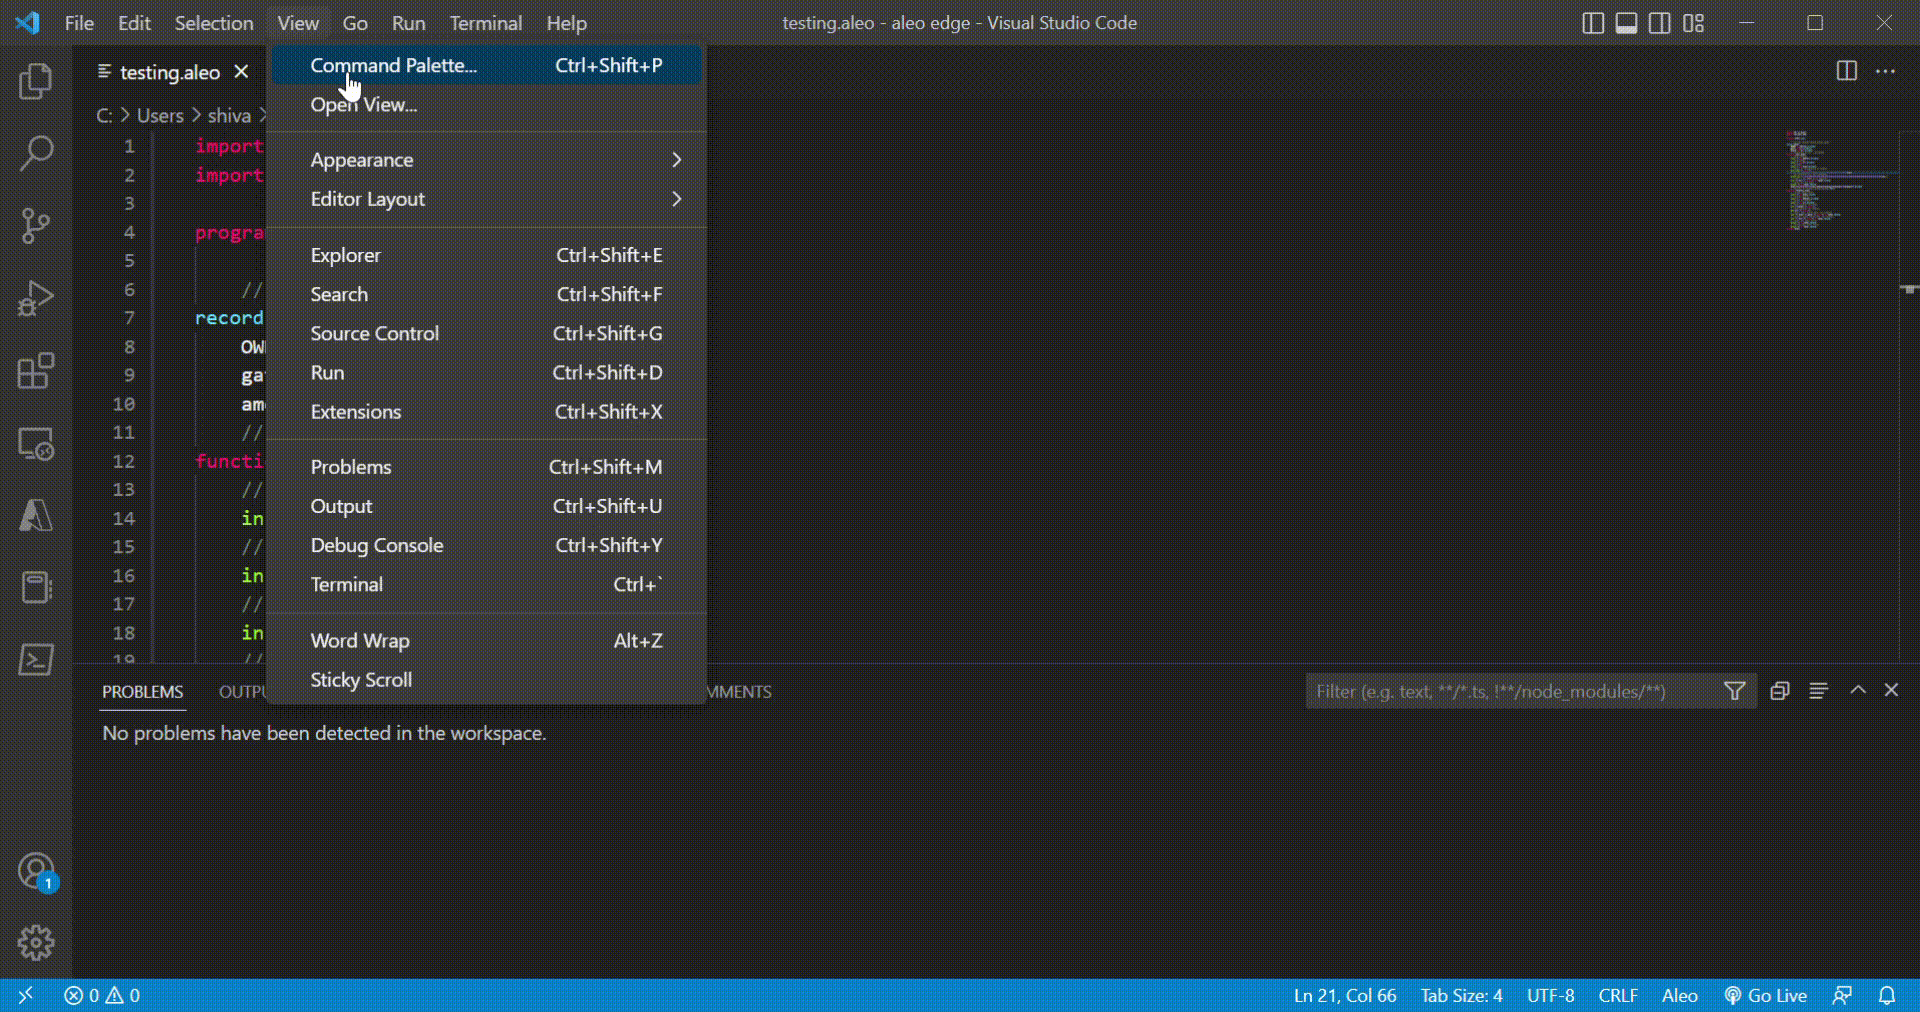 File Edit Selection View Go Run Terminal Help testing.aleo - aleo edge - Visual Studio Code
testing.aleo
C: > Users > shiva >
Command Palette... Ctrl+Shift+P
Open View...
Appearance
Editor Layout
Explorer Ctrl+Shift+E
Search Ctrl+Shift+F
Source Control Ctrl+Shift+G
Run Ctrl+Shift+D
Extensions Ctrl+Shift+X
Problems Ctrl+Shift+M
Output Ctrl+Shift+U
Debug Console Ctrl+Shift+Y
Terminal Ctrl+`
Word Wrap Alt+Z
Sticky Scroll
1 import
2 import
3
4 progra
5
6 //
7 record
8 OW
9 ga
10 am
11 //
12 functi
13 //
14 in
15 //
16 in
17 //
18 in
19 //
PROBLEMS OUTPU MMENTS Filter (e.g. text, **/*.ts, !**/node_modules/**)
No problems have been detected in the workspace.
1
0 0 Ln 21, Col 66 Tab Size: 4 UTF-8 CRLF Aleo Go Live